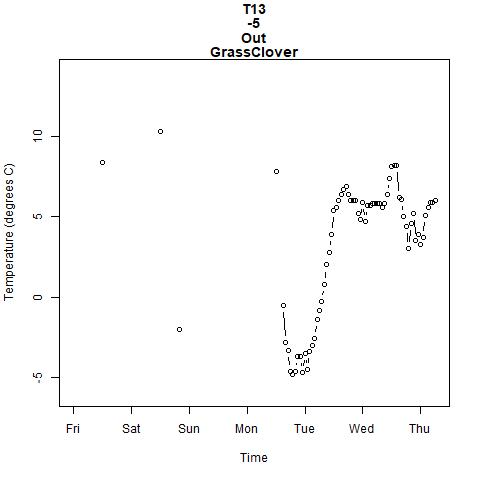 T13
-5
Out
GrassClover
Temperature (degrees C)
10
5
0
-5
Fri Sat Sun Mon Tue Wed Thu
Time